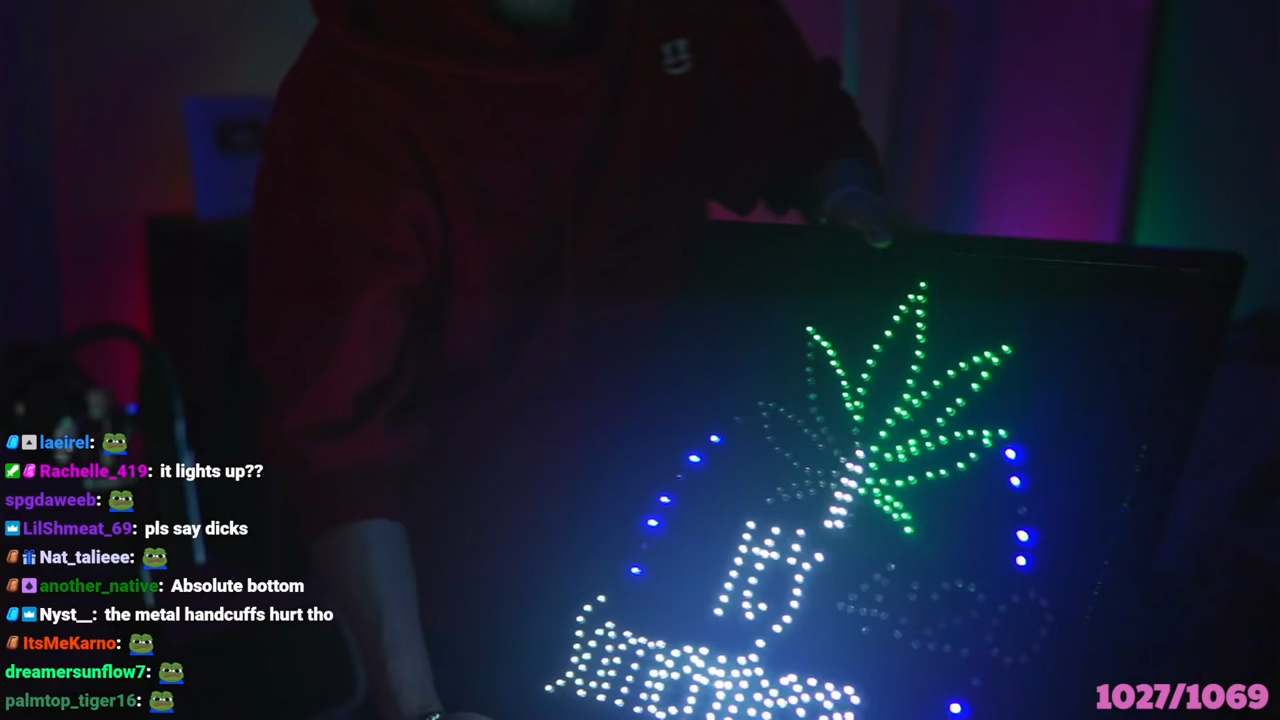 laeirel:
Rachelle_419: it lights up??
spgdaweeb:
LilShmeat_69: pls say dicks
Nat_talieee:
another_native: Absolute bottom
Nyst__: the metal handcuffs hurt tho
ItsMeKarno:
dreamersunflow7:
palmtop_tiger16:
1027/1069